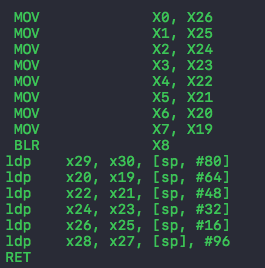 MOV X0, X26
MOV X1, X25
MOV X2, X24
MOV X3, X23
MOV X4, X22
MOV X5, X21
MOV X6, X20
MOV X7, X19
BLR X8
ldp x29, x30, [sp, #80]
ldp x20, x19, [sp, #64]
ldp x22, x21, [sp, #48]
ldp x24, x23, [sp, #32]
ldp x26, x25, [sp, #16]
ldp x28, x27, [sp], #96
RET